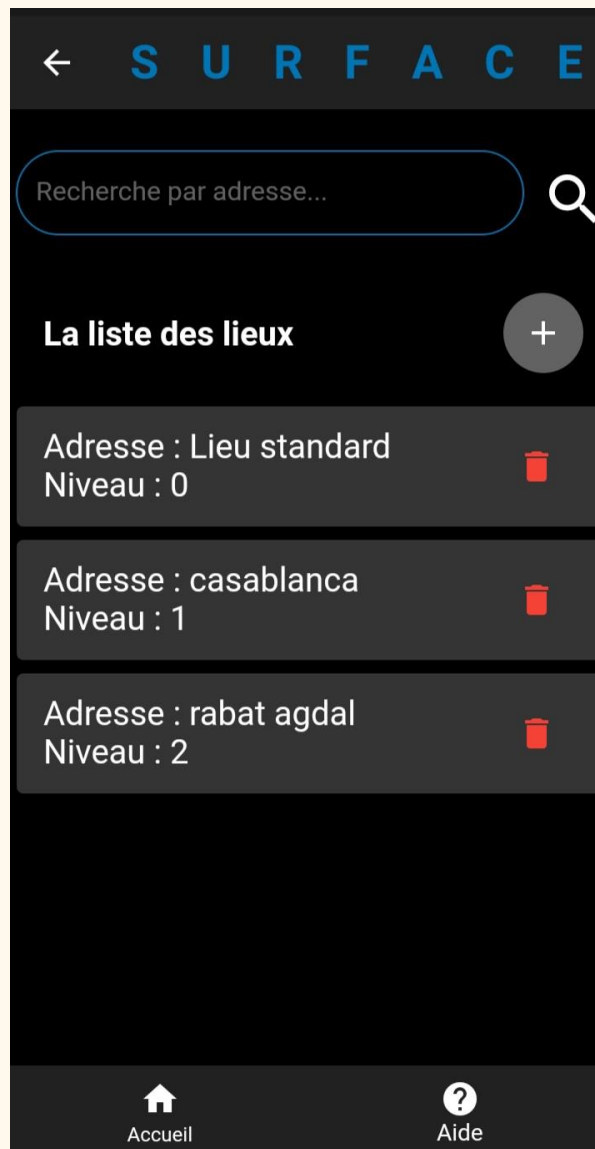 S U R F A C E
Recherche par adresse...
La liste des lieux
Adresse : Lieu standard
Niveau : 0
Adresse : casablanca
Niveau : 1
Adresse : rabat agdal
Niveau : 2
Accueil
Aide